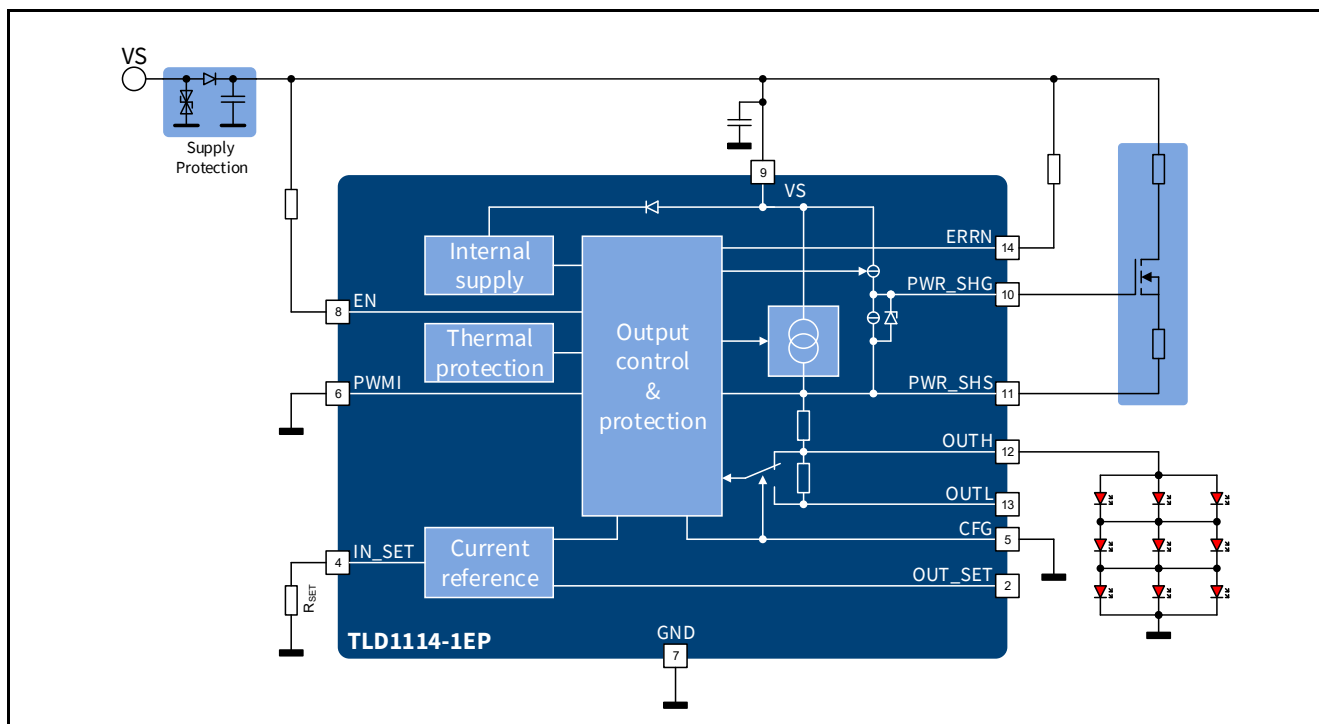 VS
Supply
Protection
9
VS
Internal
supply
ERRN
14
EN
8
PWR_SHG
10
Thermal
protection
Output
control
&
protection
PWMI
6
PWR_SHS
11
OUTH
12
OUTL
13
CFG
5
IN_SET
4
Current
reference
OUT_SET
2
RSET
GND
TLD1114-1EP
7